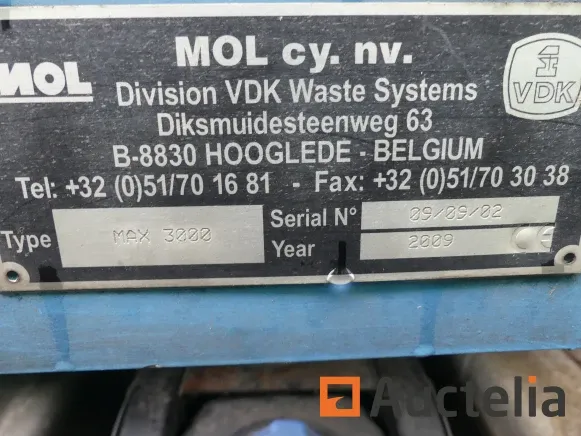 MOL
MOL cy. nv.
Division VDK Waste Systems
Diksmuidesteenweg 63
B-8830 HOOGLEDE - BELGIUM
Tel: +32 (0)51/70 16 81 - Fax: +32 (0)51/70 30 38
VDK
Type MAX 3000
Serial N° 09/09/02
Year 2009 CE
Auctelia